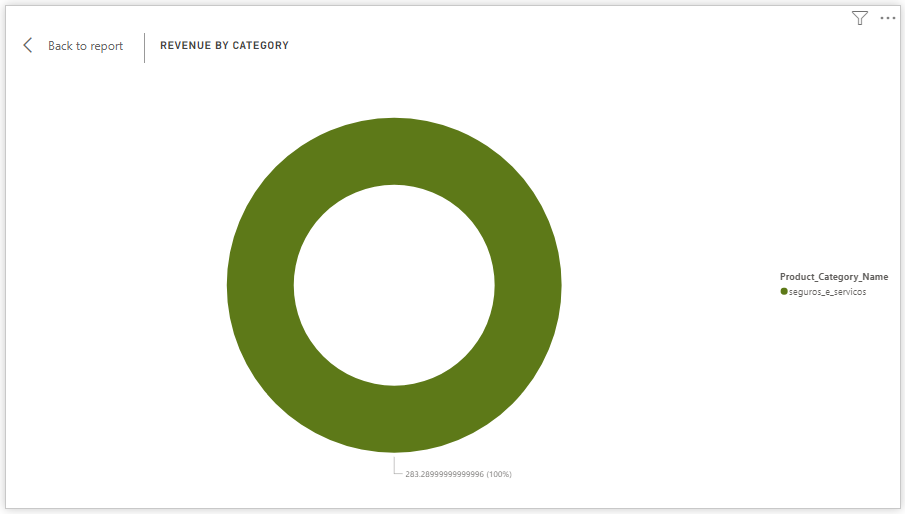 Back to report
REVENUE BY CATEGORY
Product_Category_Name
seguros_e_servicos
283.28999999999996 (100%)